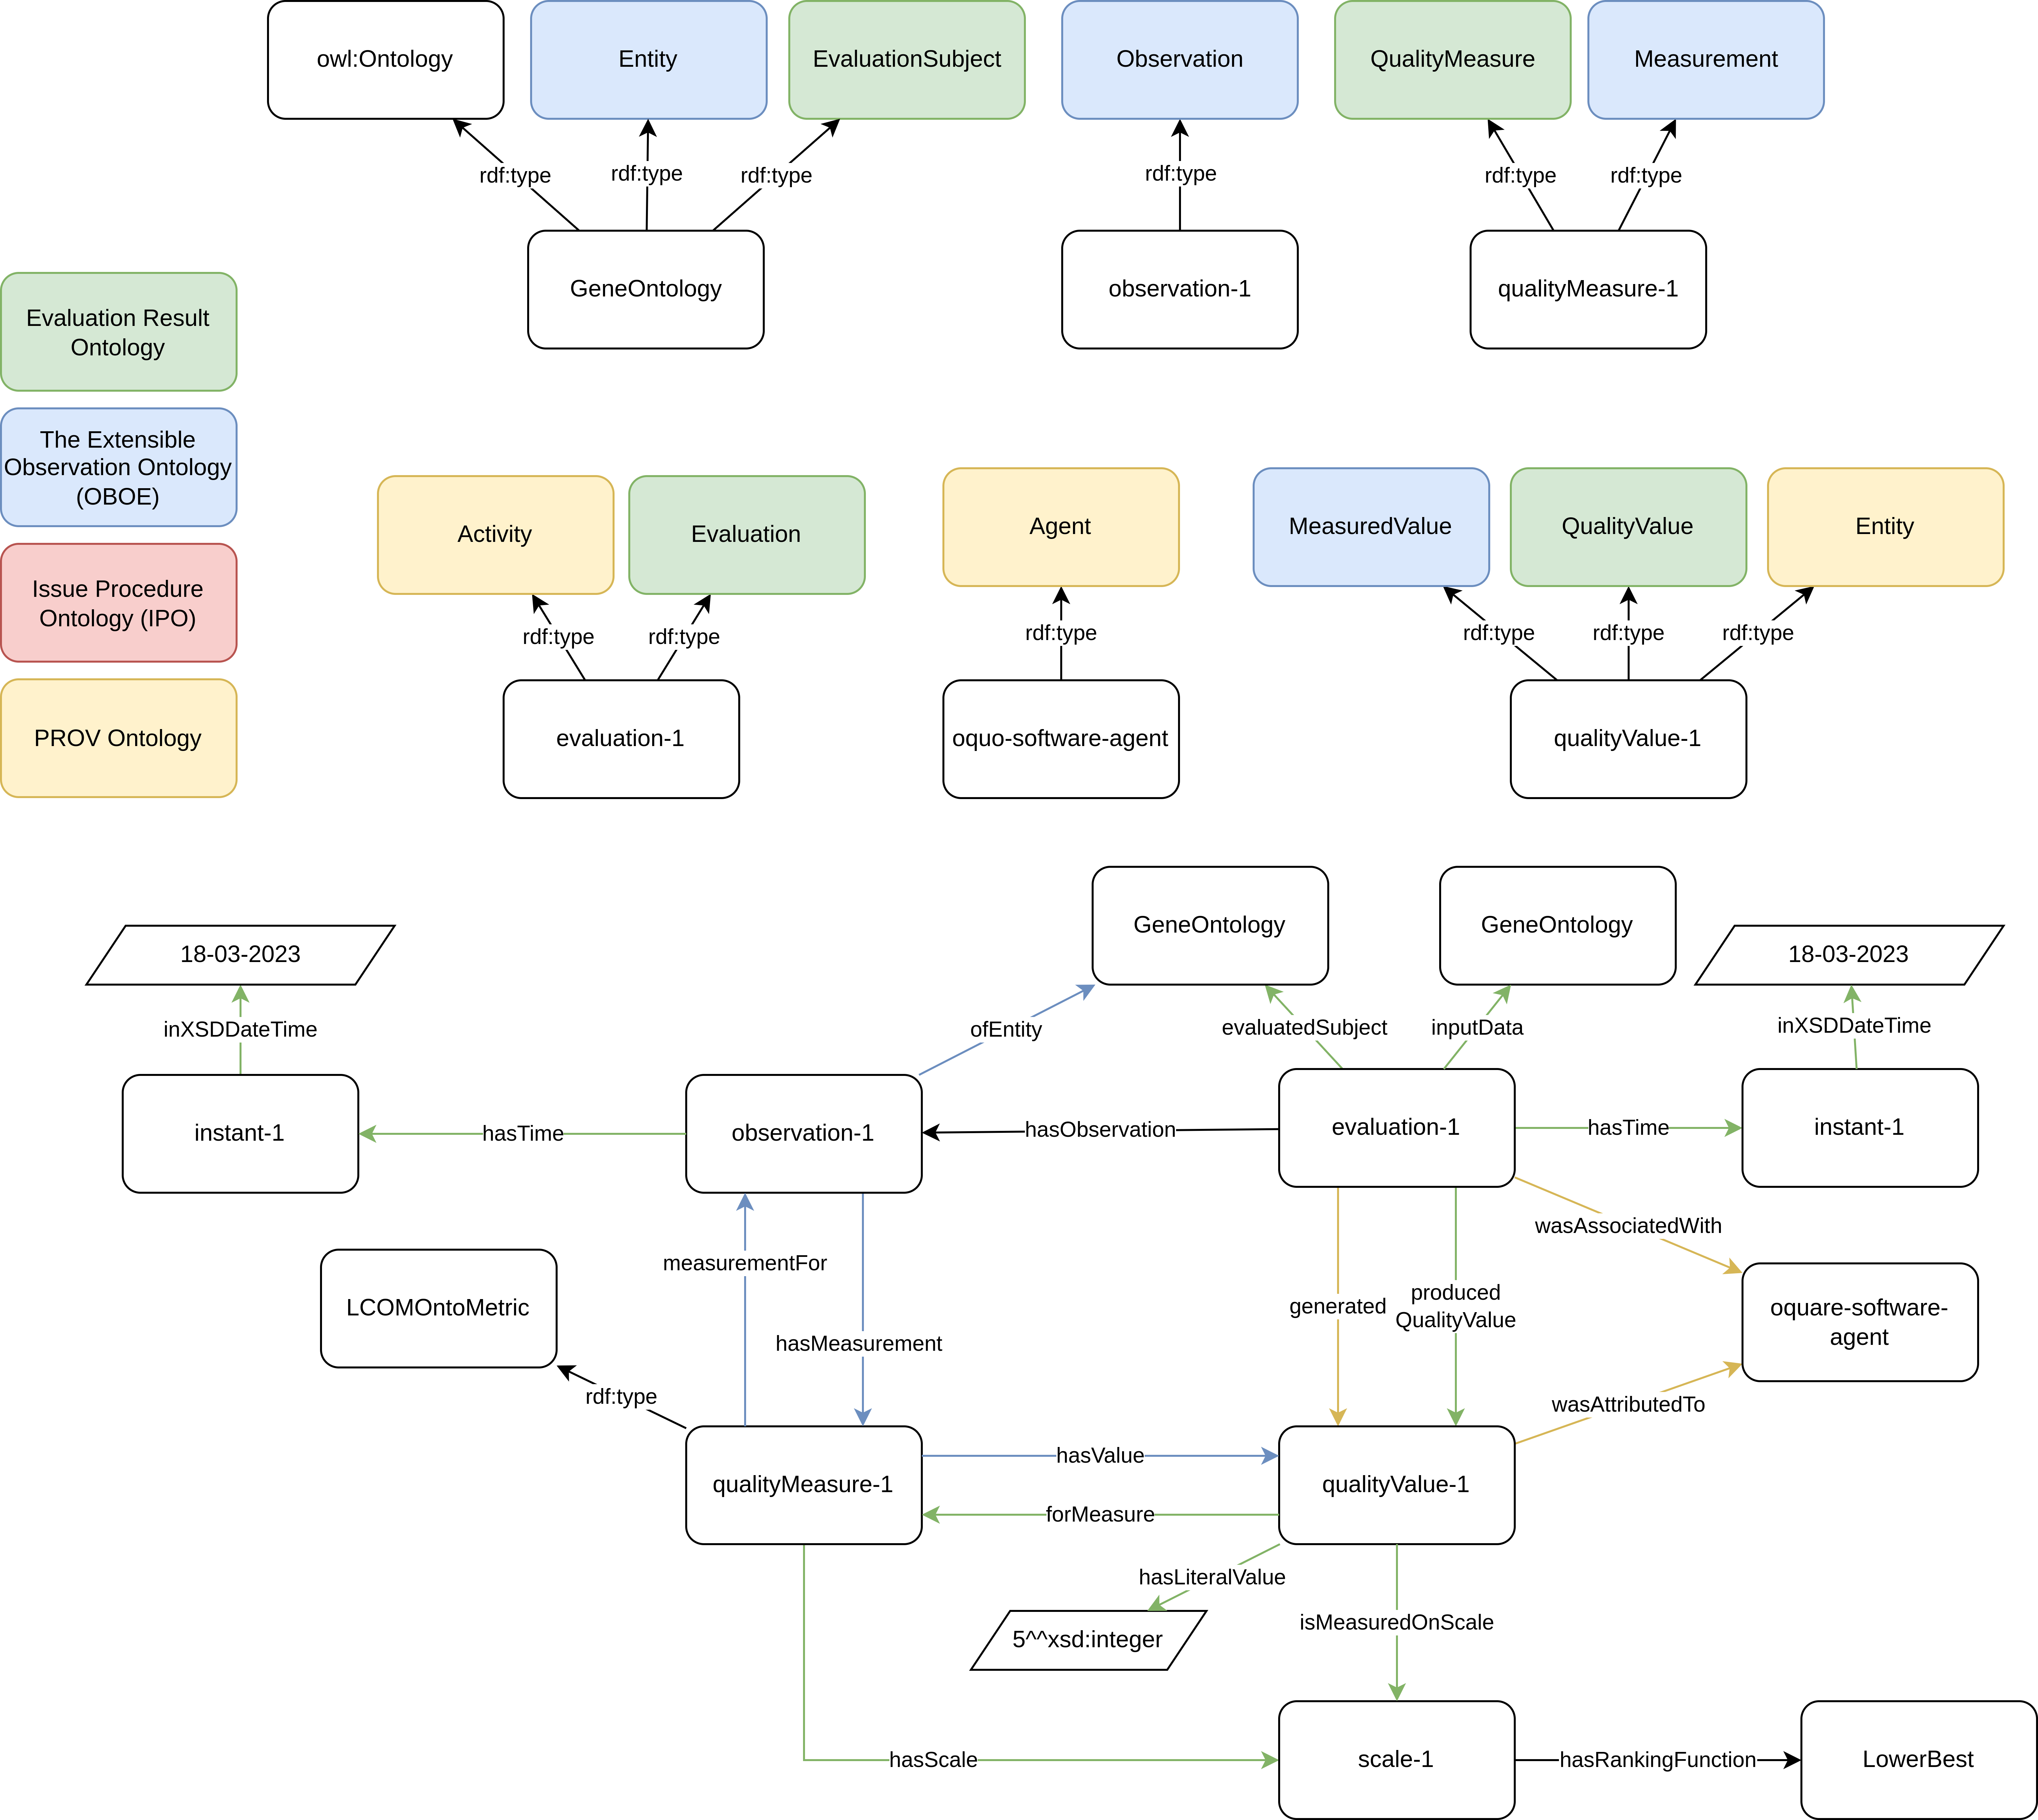 owl:Ontology
Entity
EvaluationSubject
Observation
QualityMeasure
Measurement
rdf:type
rdf:type
rdf:type
rdf:type
rdf:type
rdf:type
GeneOntology
observation-1
qualityMeasure-1
Evaluation Result
Ontology
The Extensible
Observation Ontology
(OBOE)
Issue Procedure
Ontology (IPO)
PROV Ontology
Activity
Evaluation
Agent
MeasuredValue
QualityValue
Entity
rdf:type
rdf:type
rdf:type
rdf:type
rdf:type
rdf:type
evaluation-1
oquo-software-agent
qualityValue-1
GeneOntology
GeneOntology
18-03-2023
18-03-2023
inXSDDateTime
ofEntity
evaluatedSubject
inputData
inXSDDateTime
instant-1
hasTime
observation-1
hasObservation
evaluation-1
hasTime
instant-1
measurementFor
hasMeasurement
generated
produced
QualityValue
wasAssociatedWith
LCOMOntoMetric
oquare-software-
agent
rdf:type
wasAttributedTo
qualityMeasure-1
hasValue
forMeasure
qualityValue-1
hasLiteralValue
isMeasuredOnScale
5^^xsd:integer
hasScale
scale-1
hasRankingFunction
LowerBest